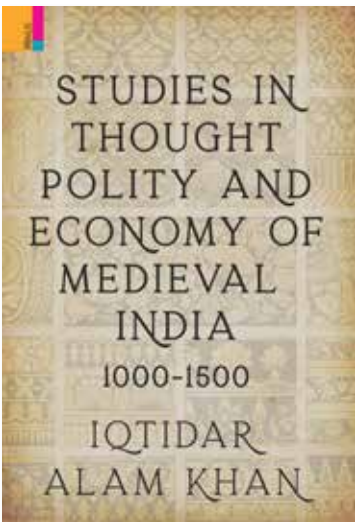 STUDIES IN
THOUGHT
POLITY AND
ECONOMY OF
MEDIEVAL
INDIA
1000-1500
IQTIDAR
ALAM KHAN